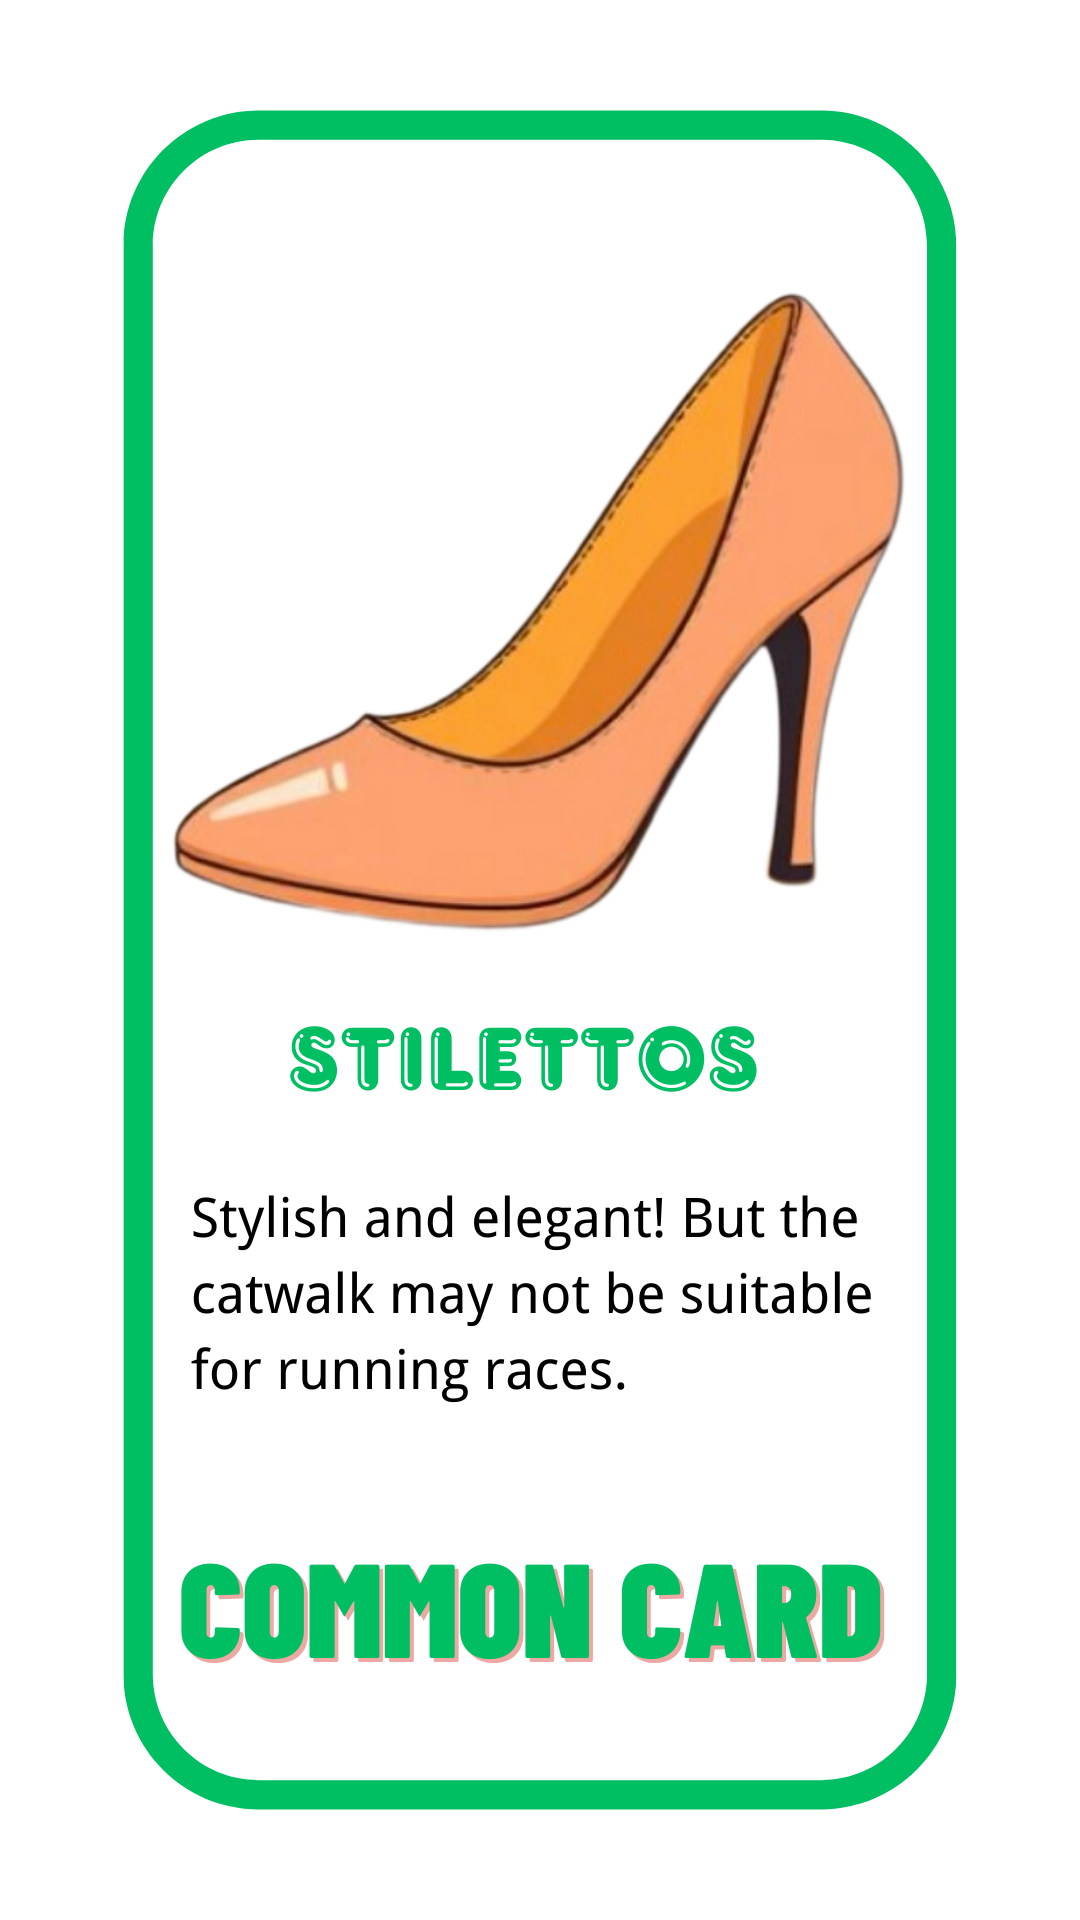 STILETTOS
Stylish and elegant! But the
catwalk may not be suitable
for running races.
COMMON CARD